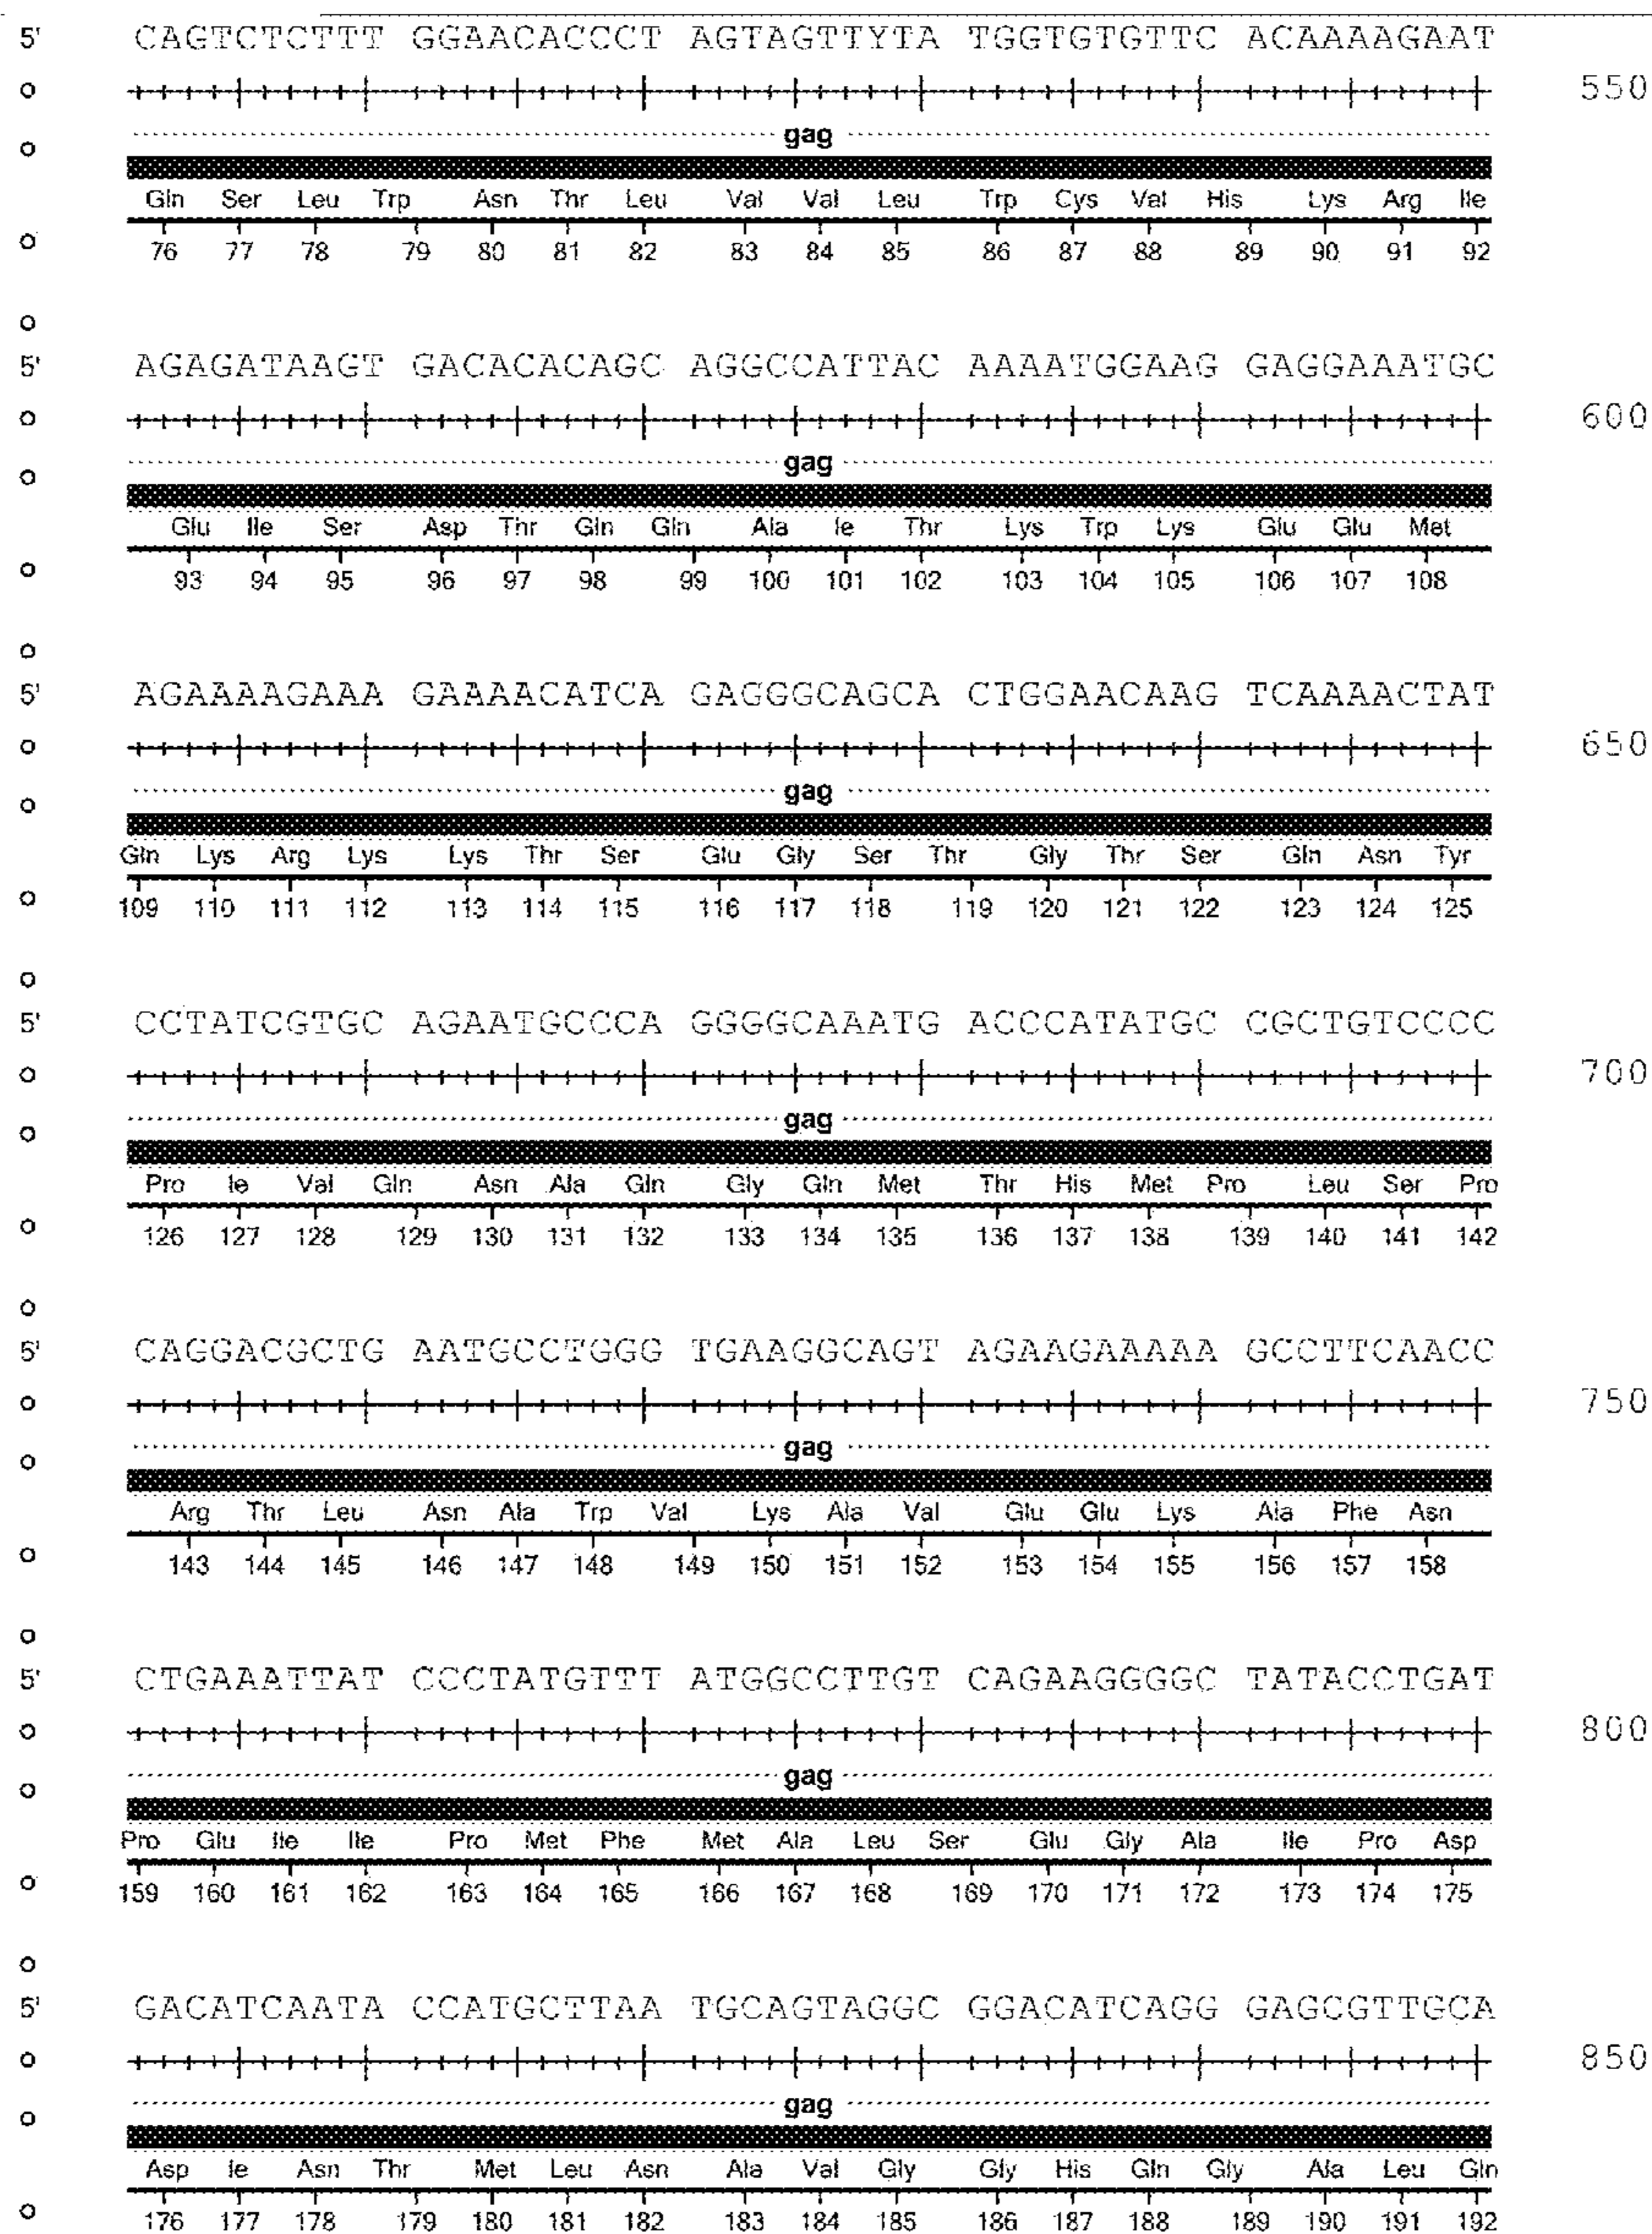 5' CAGTCTCTTT GGAACACCCT AGTAGTTYTA TGGTGTGTTC ACAAAAGAAT
550
gag
Gln Ser Leu Trp Asn Thr Leu Val Val Leu Trp Cys Val His Lys Arg Ile
76 77 78 79 80 81 82 83 84 85 86 87 88 89 90 91 92
5' AGAGATAAGT GACACACAGC AGGCCATTAC AAAATGGAAG GAGGAAATGC
600
gag
Glu Ile Ser Asp Thr Gln Gln Ala Ie Thr Lys Trp Lys Glu Glu Met
93 94 95 96 97 98 99 100 101 102 103 104 105 106 107 108
5' AGAAAAGAAA GAAAACATCA GAGGGCAGCA CTGGAACAAG TCAAAACTAT
650
gag
Gln Lys Arg Lys Lys Thr Ser Glu Gly Ser Thr Gly Thr Ser Gln Asn Tyr
109 110 111 112 113 114 115 116 117 118 119 120 121 122 123 124 125
5' CCTATCGTGC AGAATGCCCA GGGGCAAATG ACCCATATGC CGCTGTCCCC
700
gag
Pro Ie Val Gln Asn Ala Gln Gly Gln Met Thr His Met Pro Leu Ser Pro
126 127 128 129 130 131 132 133 134 135 136 137 138 139 140 141 142
5' CAGGACGCTG AATGCCTGGG TGAAGGCAGT AGAAGAAAAA GCCTTCAACC
750
gag
Arg Thr Leu Asn Ala Trp Val Lys Ala Val Glu Glu Lys Ala Phe Asn
143 144 145 146 147 148 149 150 151 152 153 154 155 156 157 158
5' CTGAAATTAT CCCTATGTTT ATGGCCTTGT CAGAAGGGGC TATACCTGAT
800
gag
Pro Glu Ile Ile Pro Met Phe Met Ala Leu Ser Glu Gly Ala Ile Pro Asp
159 160 161 162 163 164 165 166 167 168 169 170 171 172 173 174 175
5' GACATCAATA CCATGCTTAA TGCAGTAGGC GGACATCAGG GAGCGTTGCA
850
gag
Asp Ie Asn Thr Met Leu Asn Ala Val Gly Gly His Gln Gly Ala Leu Gln
176 177 178 179 180 181 182 183 184 185 186 187 188 189 190 191 192